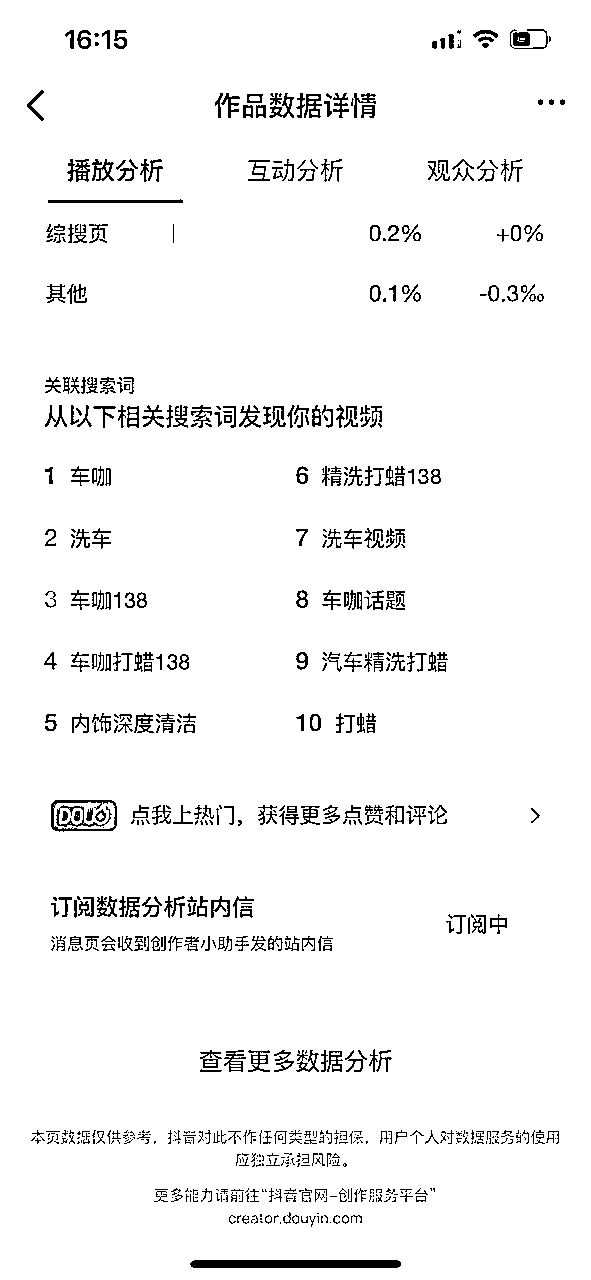 16:15
作品数据详情
播放分析 互动分析 观众分析
综搜页 0.2% +0%
其他 0.1% -0.3‰
关联搜索词
从以下相关搜索词发现你的视频
1 车咖 6 精洗打蜡138
2 洗车 7 洗车视频
3 车咖138 8 车咖话题
4 车咖打蜡138 9 汽车精洗打蜡
5 内饰深度清洁 10 打蜡
DOU 点我上热门，获得更多点赞和评论
订阅数据分析站内信
订阅中
消息页会收到创作者小助手发的站内信
查看更多数据分析
本页数据仅供参考，抖音对此不作任何类型的担保，用户个人对数据服务的使用
应独立承担风险。
更多能力请前往“抖音官网-创作服务平台”
creator.douyin.com